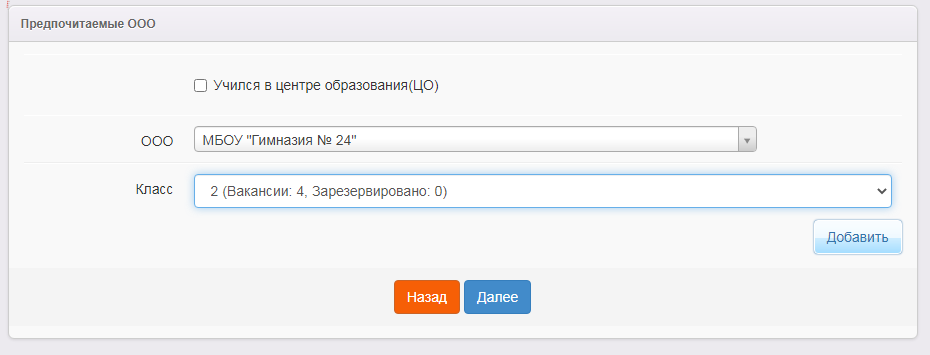 Предпочитаемые ООО
Учился в центре образования(ЦО)
ООО МБОУ "Гимназия № 24"
Класс 2 (Вакансии: 4, Зарезервировано: 0)
Добавить
Назад Далее